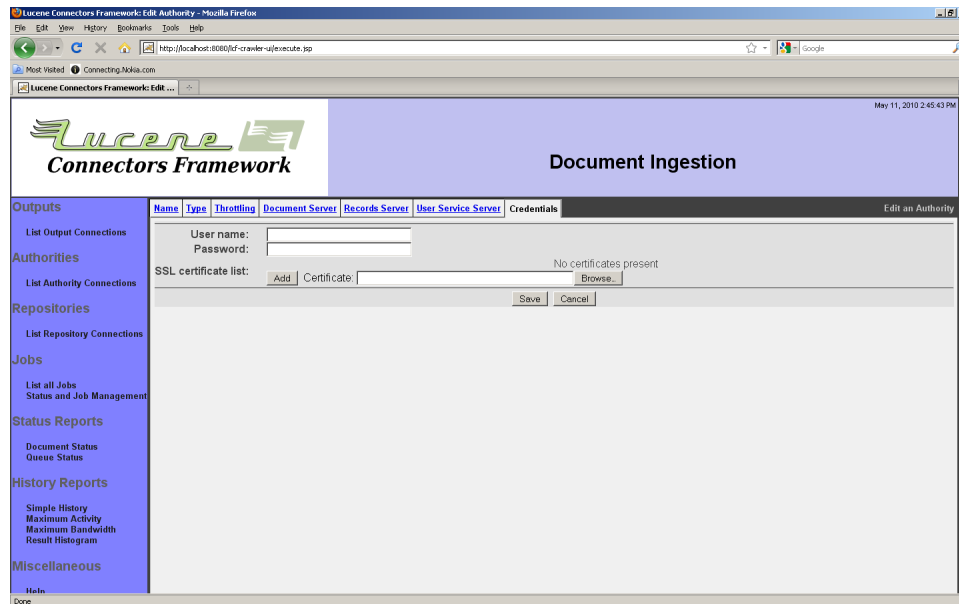 Lucene Connectors Framework: Edit Authority - Mozilla Firefox
File Edit View History Bookmarks Tools Help
http://localhost:8080/lcf-crawler-ui/execute.jsp
Google
Most Visited Connecting.Nokia.com
Lucene Connectors Framework: Edit ...
May 11, 2010 2:45:43 PM
Lucene
Connectors Framework
Document Ingestion
Name Type Throttling Document Server Records Server User Service Server Credentials Edit an Authority
Outputs
List Output Connections
Authorities
List Authority Connections
Repositories
List Repository Connections
Jobs
List all Jobs
Status and Job Management
Status Reports
Document Status
Queue Status
History Reports
Simple History
Maximum Activity
Maximum Bandwidth
Result Histogram
Miscellaneous
Help
User name:
Password:
SSL certificate list:
No certificates present
Add Certificate: Browse...
Save Cancel
Done